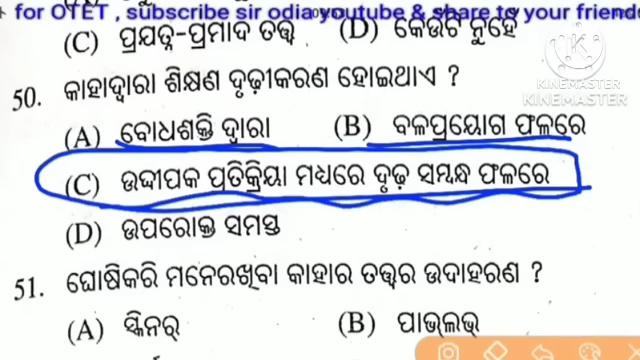 for OTET , subscribe sir odia youtube & share to your friends
(C) ପ୍ରଯତ୍ନ-ପ୍ରମାଦ ତତ୍ତ୍ୱ (D) କେଉଟି ନୁହେଁ
KINEMASTER
KINEMASTER
50. କାହାଦ୍ୱାରା ଶିକ୍ଷଣ ଦୃଢ଼ୀକରଣ ହୋଇଥାଏ ?
(A) ବୋଧଶକ୍ତି ଦ୍ୱାରା (B) ବଳପ୍ରୟୋଗ ଫଳରେ
(C) ଉଦ୍ଦୀପକ ପ୍ରତିକ୍ରିୟା ମଧ୍ୟରେ ଦୃଢ଼ ସମ୍ବନ୍ଧ ଫଳରେ
(D) ଉପରୋକ୍ତ ସମସ୍ତ
51. ଘୋଷିକରି ମନେରଖିବା କାହାର ତତ୍ତ୍ୱର ଉଦାହରଣ ?
(A) ସ୍କିନର୍ (B) ପାଭ୍‌ଲଭ୍